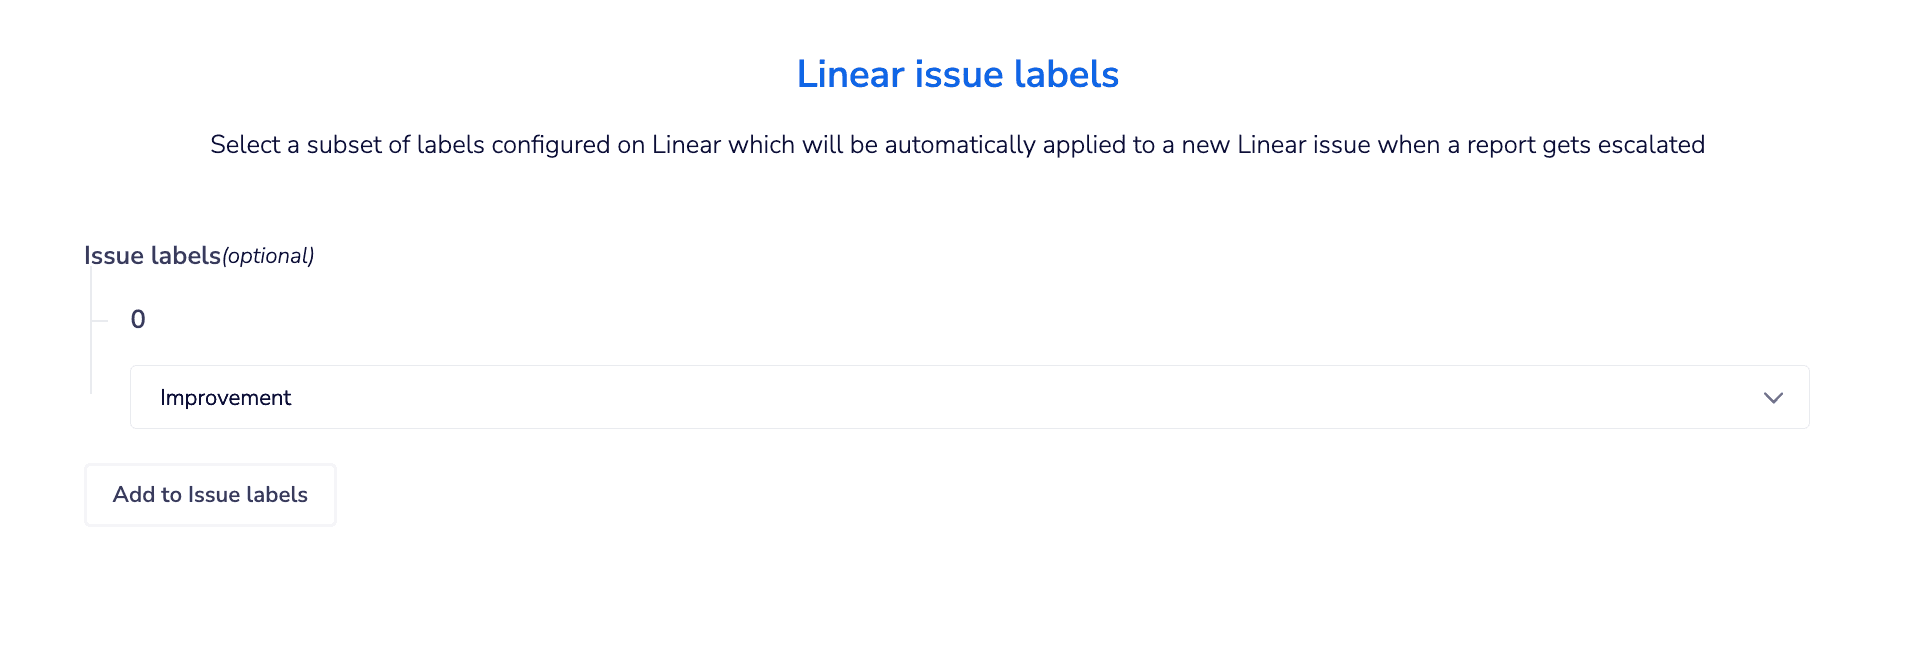 Linear issue labels
Select a subset of labels configured on Linear which will be automatically applied to a new Linear issue when a report gets escalated
Issue labels(optional)
0
Improvement
Add to Issue labels